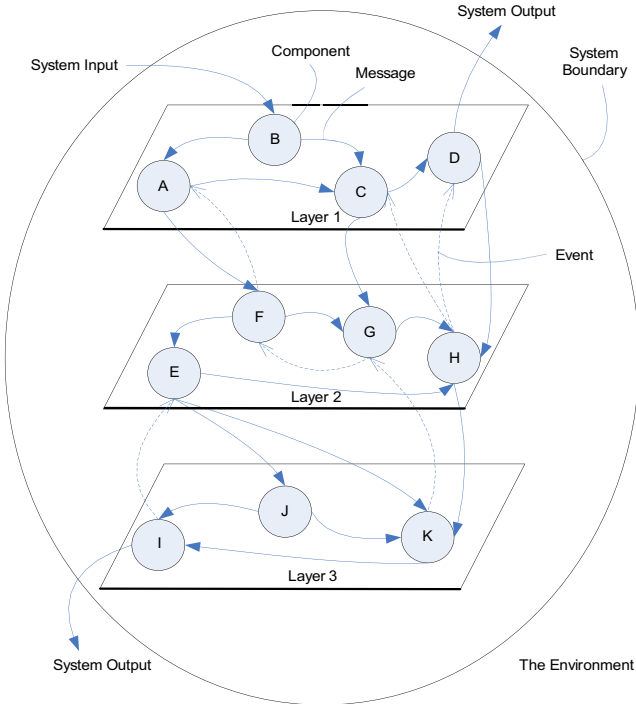 System Output
Component
System
Boundary
System Input
Message
B
D
A
C
Layer 1
Event
F
G
H
E
Layer 2
J
K
I
Layer 3
System Output
The Environment